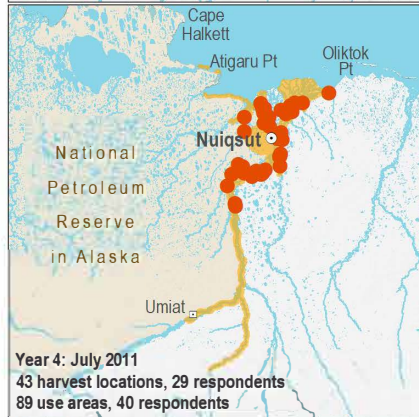 Cape
Halkett
Oliktok
Pt
Atigaru Pt
Nuiqsut
National
Petroleum
Reserve
in Alaska
Umiat
Year 4: July 2011
43 harvest locations, 29 respondents
89 use areas, 40 respondents